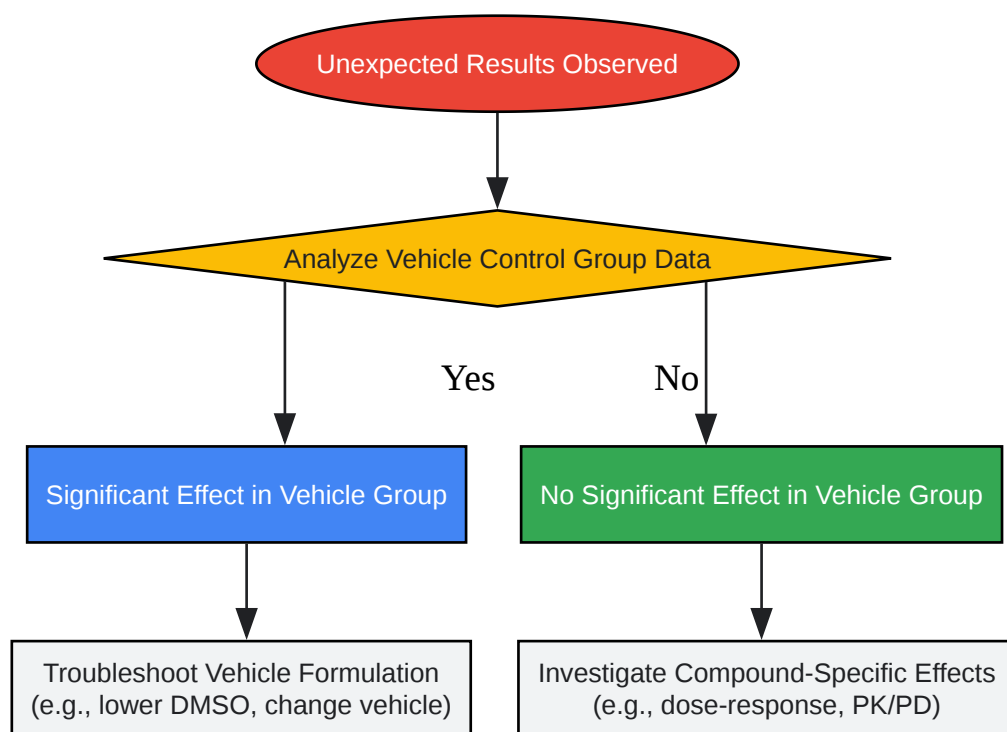 Unexpected Results Observed
Analyze Vehicle Control Group Data
Yes
No
Significant Effect in Vehicle Group
No Significant Effect in Vehicle Group
Troubleshoot Vehicle Formulation
(e.g., lower DMSO, change vehicle)
Investigate Compound-Specific Effects
(e.g., dose-response, PK/PD)